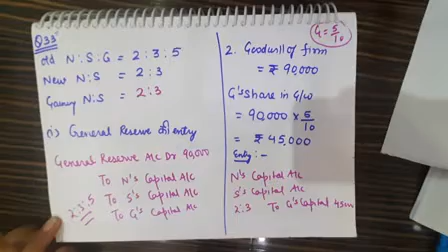 Q33
Old N:S:G = 2:3:5
New N:S = 2:3
Gaining N:S = 2:3
(i) General Reserve की entry
General Reserve A/c Dr 90,000
To N's Capital A/c
To S's Capital A/c
To G's Capital A/c
2:3:5
G = 5/10
2. Goodwill of firm
= ₹ 90,000
G's share in G/W
= 90,000 × 5/10
= ₹ 45,000
Entry:-
N's Capital A/c
S's Capital A/c
2:3 To G's Capital 45000